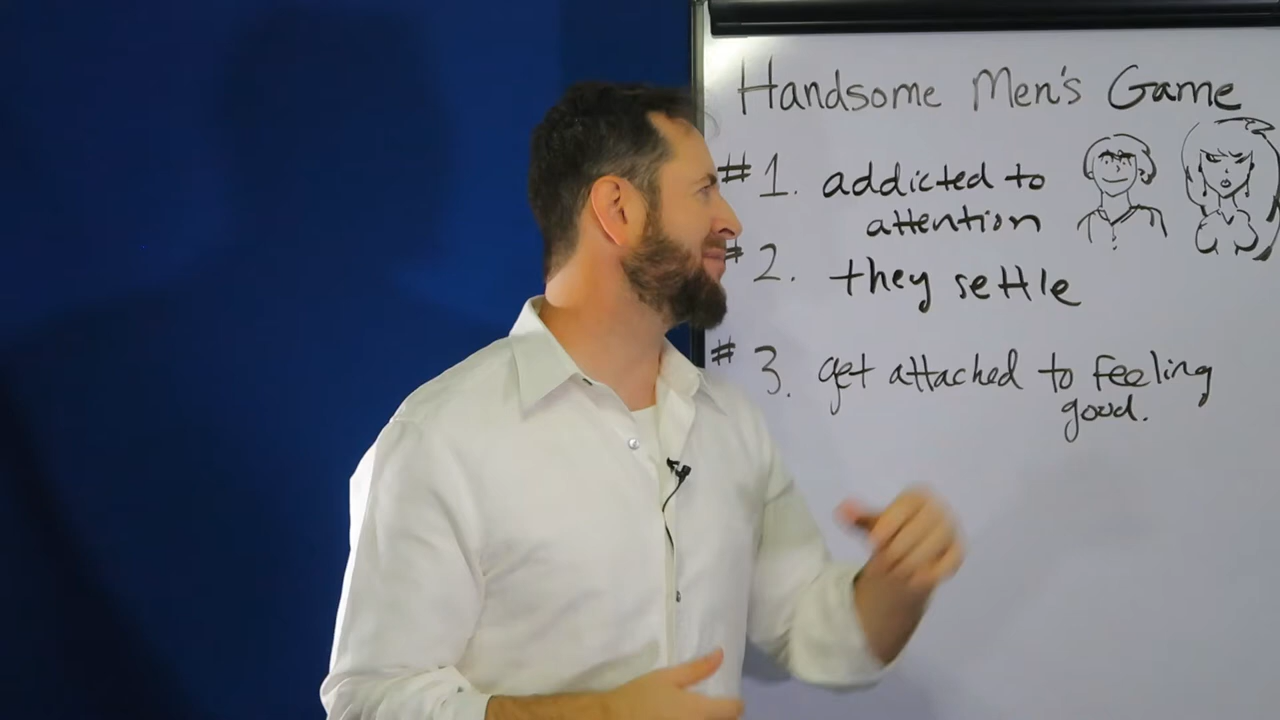 Handsome Men's Game
#1. addicted to
attention
#2. they settle
#3. get attached to feeling
good.